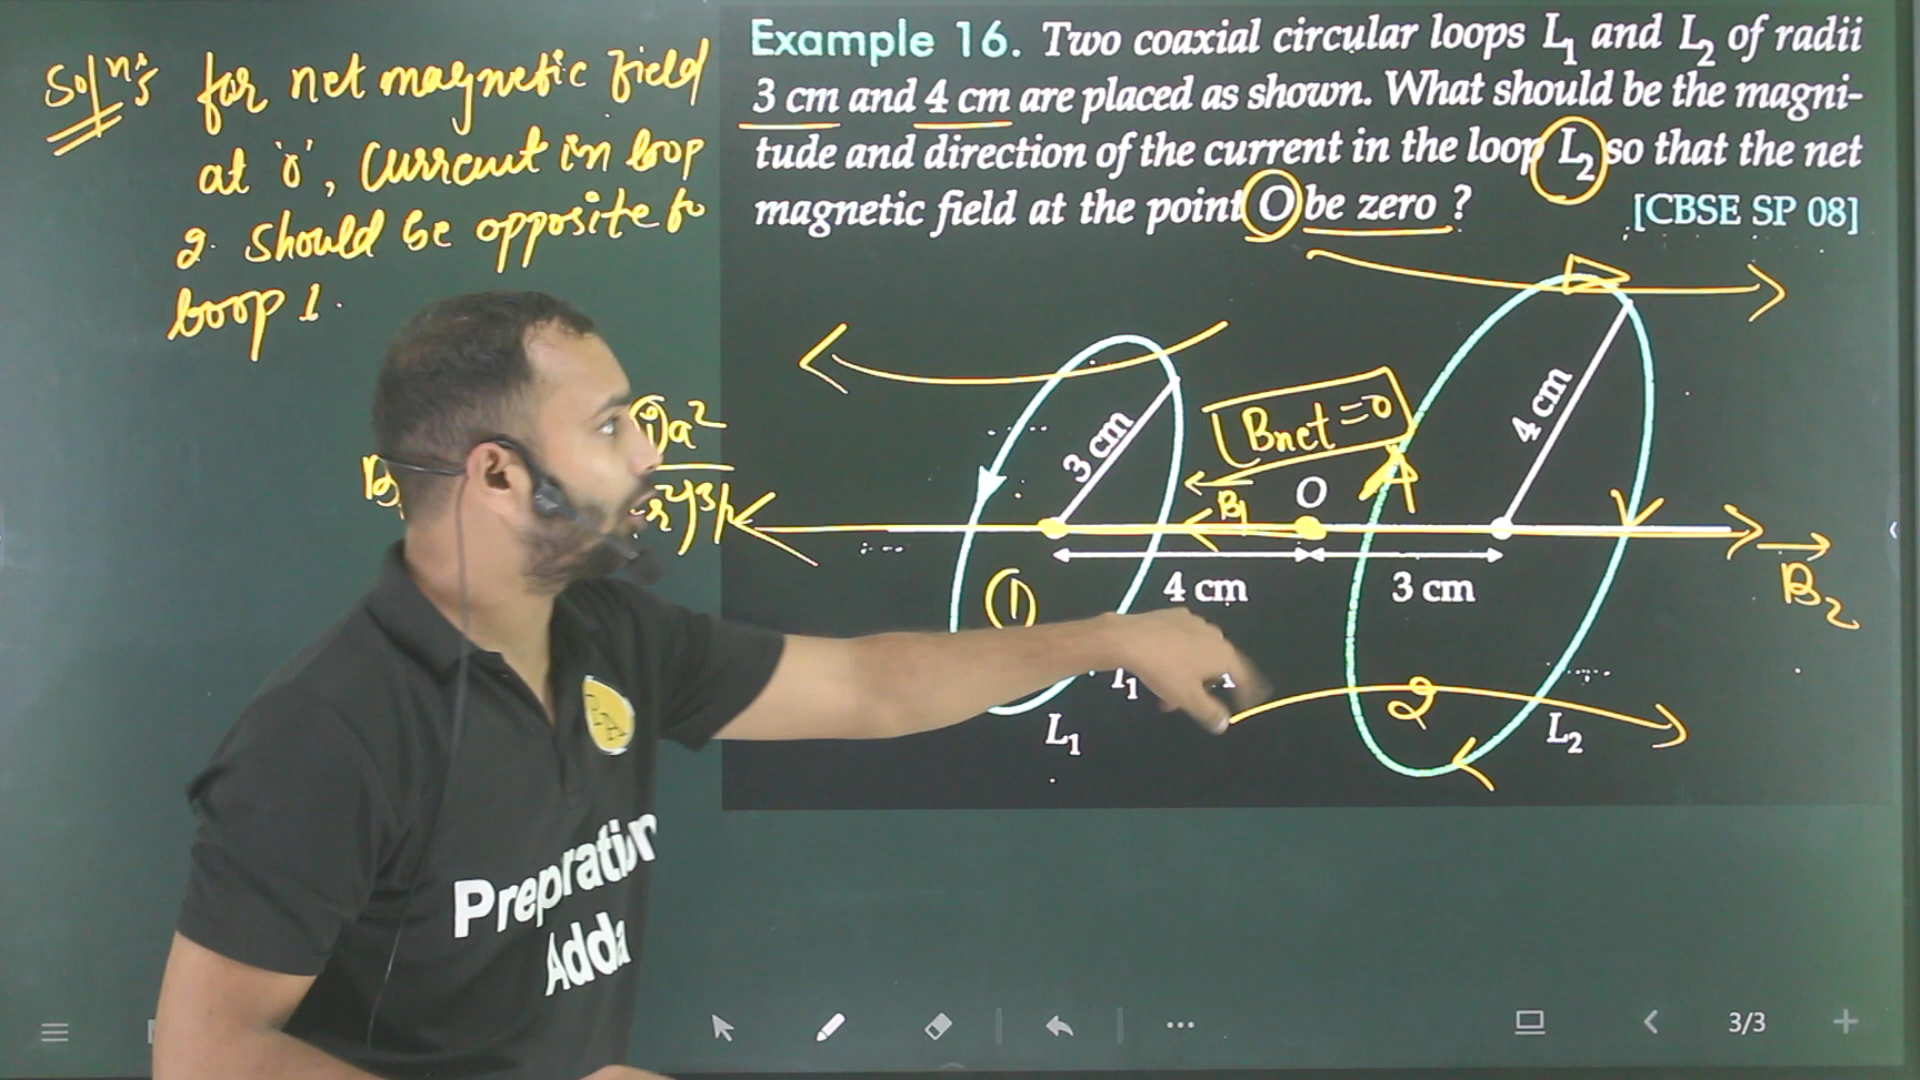 Solⁿ:
for net magnetic field
at 'o', current in loop
2. should be opposite to
loop 1.
Example 16. Two coaxial circular loops L₁ and L₂ of radii
3 cm and 4 cm are placed as shown. What should be the magni-
tude and direction of the current in the loop L₂ so that the net
magnetic field at the point O be zero ?
[CBSE SP 08]
4 cm
3 cm
Bnet = 0
O
B₁
i a²
4 cm
3 cm
B₂
1
2
I₁
L₁
L₂
Prepration
Adda
3/3